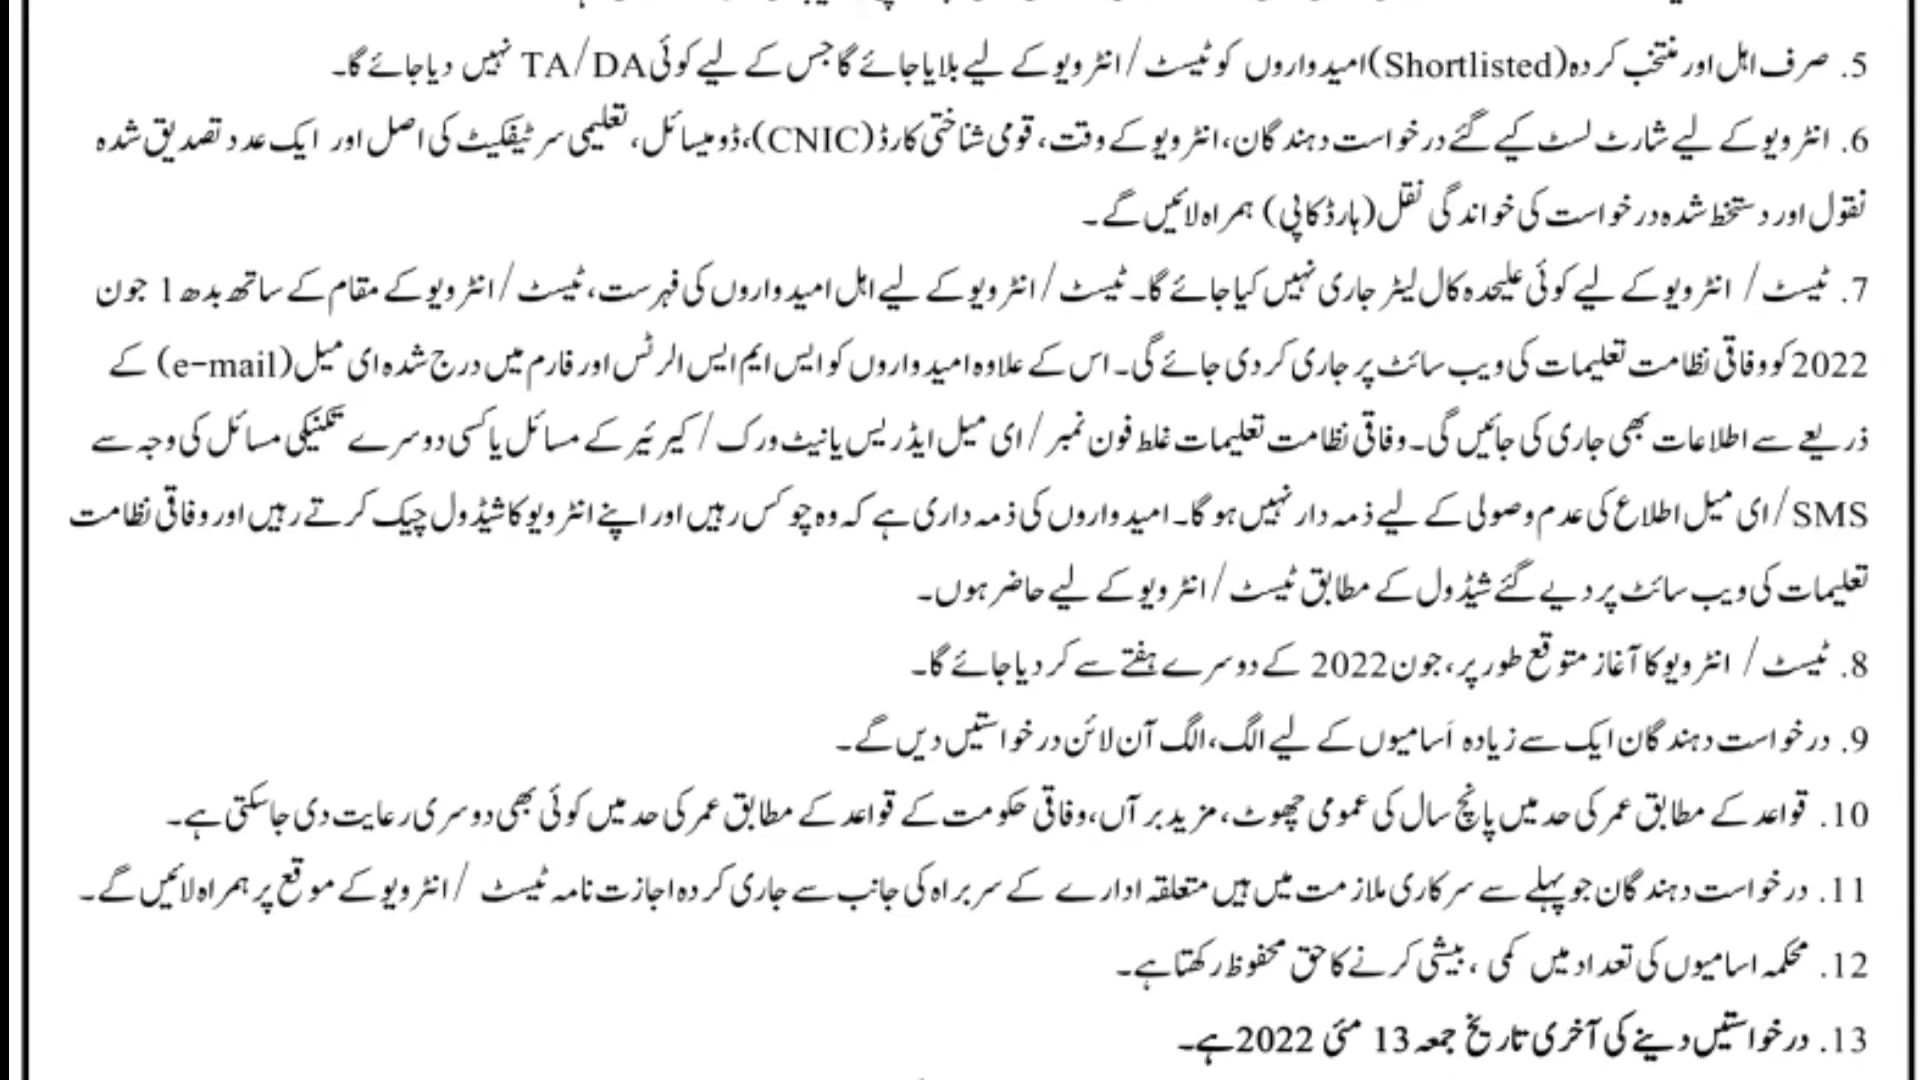 5. صرف اہل اور منتخب کردہ (Shortlisted) امیدواروں کو ٹیسٹ/انٹرویو کے لیے بلایا جائے گا جس کے لیے کوئی TA/DA نہیں دیا جائے گا۔
6. انٹرویو کے لیے شارٹ لسٹ کیے گئے درخواست دہندگان، انٹرویو کے وقت، قومی شناختی کارڈ (CNIC)، ڈومیسائل، تعلیمی سرٹیفکیٹ کی اصل اور ایک عدد تصدیق شدہ
نقول اور دستخط شدہ درخواست کی خواندگی نقل (ہارڈ کاپی) ہمراہ لائیں گے۔
7. ٹیسٹ/ انٹرویو کے لیے کوئی علیحدہ کال لیٹر جاری نہیں کیا جائے گا۔ ٹیسٹ/انٹرویو کے لیے اہل امیدواروں کی فہرست، ٹیسٹ/انٹرویو کے مقام کے ساتھ بدھ 1 جون
2022 کو وفاقی نظامت تعلیمات کی ویب سائٹ پر جاری کر دی جائے گی۔ اس کے علاوہ امیدواروں کو ایس ایم ایس الرٹس اور فارم میں درج شدہ ای میل (e-mail) کے
ذریعے سے اطلاعات بھی جاری کی جائیں گی۔ وفاقی نظامت تعلیمات غلط فون نمبر/ای میل ایڈریس یا نیٹ ورک/کیرئیر کے مسائل یا کسی دوسرے تکنیکی مسائل کی وجہ سے
SMS/ای میل اطلاع کی عدم وصولی کے لیے ذمہ دار نہیں ہو گا۔ امیدواروں کی ذمہ داری ہے کہ وہ چوکس رہیں اور اپنے انٹرویو کا شیڈول چیک کرتے رہیں اور وفاقی نظامت
تعلیمات کی ویب سائٹ پر دیے گئے شیڈول کے مطابق ٹیسٹ/انٹرویو کے لیے حاضر ہوں۔
8. ٹیسٹ/ انٹرویو کا آغاز متوقع طور پر، جون 2022 کے دوسرے ہفتے سے کر دیا جائے گا۔
9. درخواست دہندگان ایک سے زیادہ اَسامیوں کے لیے الگ، الگ آن لائن درخواستیں دیں گے۔
10. قواعد کے مطابق عمر کی حد میں پانچ سال کی عمومی چھوٹ، مزید برآں، وفاقی حکومت کے قواعد کے مطابق عمر کی حد میں کوئی بھی دوسری رعایت دی جا سکتی ہے۔
11. درخواست دہندگان جو پہلے سے سرکاری ملازمت میں ہیں متعلقہ ادارے کے سربراہ کی جانب سے جاری کردہ اجازت نامہ ٹیسٹ /انٹرویو کے موقع پر ہمراہ لائیں گے۔
12. محکمہ اسامیوں کی تعداد میں کمی، بیشی کرنے کا حق محفوظ رکھتا ہے۔
13. درخواستیں دینے کی آخری تاریخ جمعہ 13 مئی 2022 ہے۔